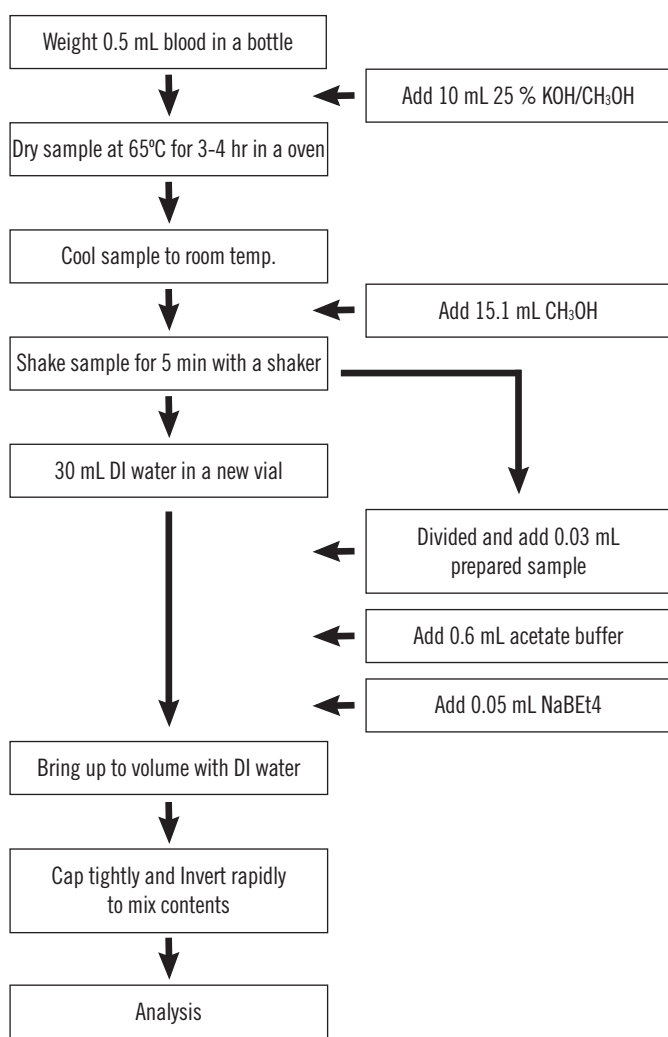 Weight 0.5 mL blood in a bottle
Add 10 mL 25 % KOH/CH₃OH
Dry sample at 65ºC for 3-4 hr in a oven
Cool sample to room temp.
Add 15.1 mL CH₃OH
Shake sample for 5 min with a shaker
30 mL DI water in a new vial
Divided and add 0.03 mL
prepared sample
Add 0.6 mL acetate buffer
Add 0.05 mL NaBEt4
Bring up to volume with DI water
Cap tightly and Invert rapidly
to mix contents
Analysis